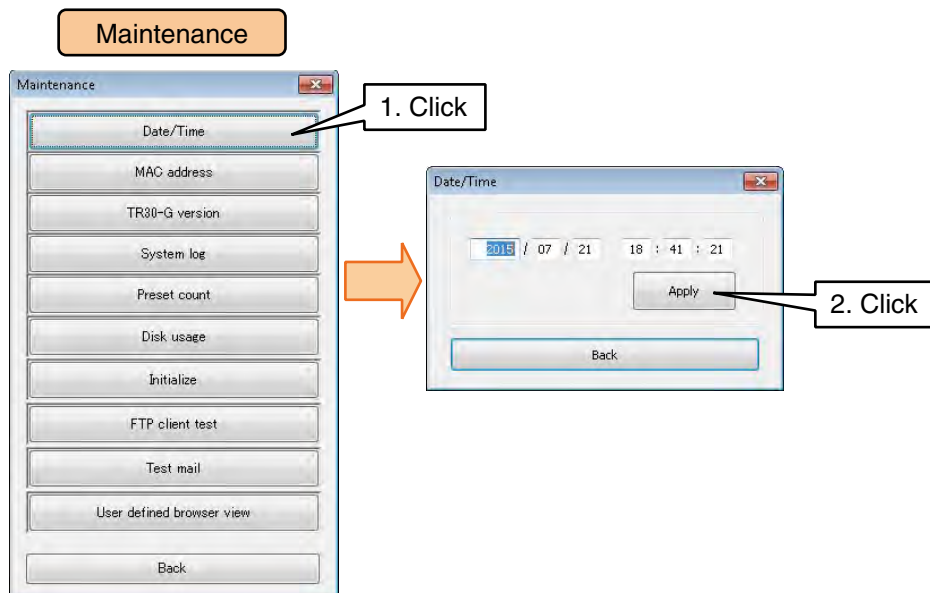 Maintenance
Maintenance
1. Click
Date/Time
MAC address
TR30-G version
System log
Preset count
Disk usage
Initialize
FTP client test
Test mail
User defined browser view
Back
Date/Time
2015 / 07 / 21 18 : 41 : 21
Apply
2. Click
Back